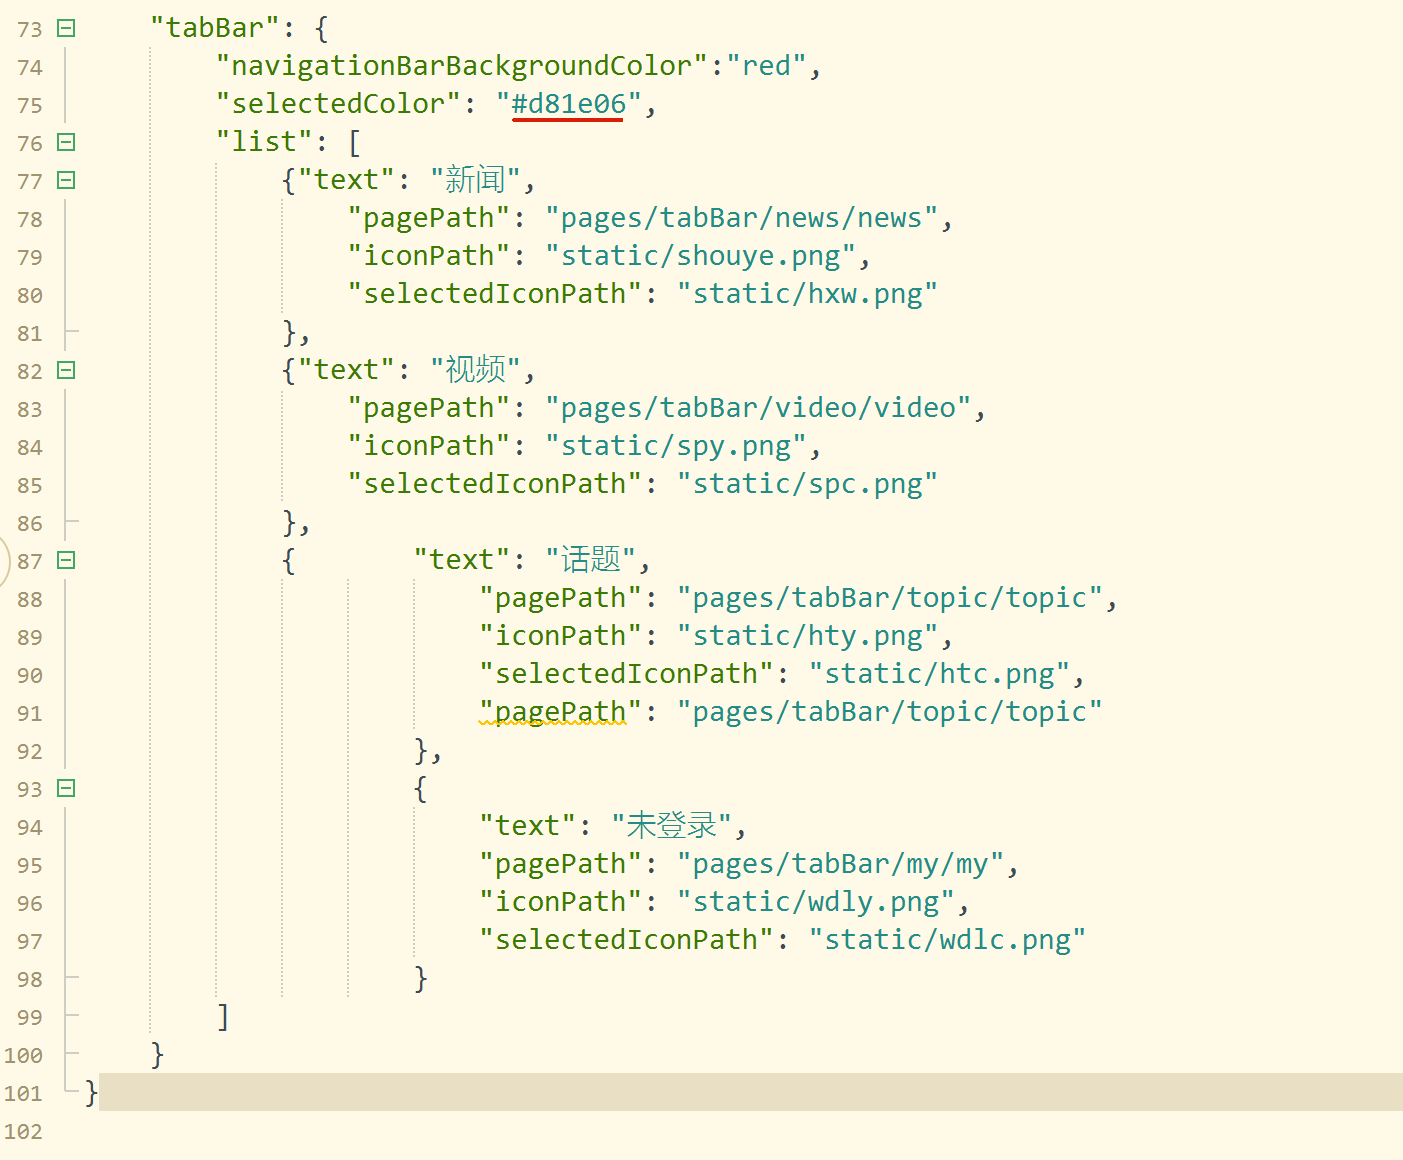 73 "tabBar": {
74 "navigationBarBackgroundColor":"red",
75 "selectedColor": "#d81e06",
76 "list": [
77 {"text": "新闻",
78 "pagePath": "pages/tabBar/news/news",
79 "iconPath": "static/shouye.png",
80 "selectedIconPath": "static/hxw.png"
81 },
82 {"text": "视频",
83 "pagePath": "pages/tabBar/video/video",
84 "iconPath": "static/spy.png",
85 "selectedIconPath": "static/spc.png"
86 },
87 { "text": "话题",
88 "pagePath": "pages/tabBar/topic/topic",
89 "iconPath": "static/hty.png",
90 "selectedIconPath": "static/htc.png",
91 "pagePath": "pages/tabBar/topic/topic"
92 },
93 {
94 "text": "未登录",
95 "pagePath": "pages/tabBar/my/my",
96 "iconPath": "static/wdly.png",
97 "selectedIconPath": "static/wdlc.png"
98 }
99 ]
100 }
101 }
102